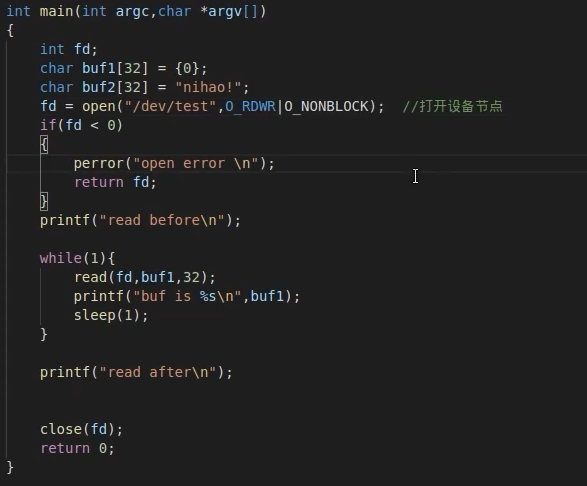 int main(int argc,char *argv[])
{
    int fd;
    char buf1[32] = {0};
    char buf2[32] = "nihao!";
    fd = open("/dev/test",O_RDWR|O_NONBLOCK);  //打开设备节点
    if(fd < 0)
    {
        perror("open error \n");
        return fd;
    }
    printf("read before\n");

    while(1){
        read(fd,buf1,32);
        printf("buf is %s\n",buf1);
        sleep(1);
    }

    printf("read after\n");


    close(fd);
    return 0;
}